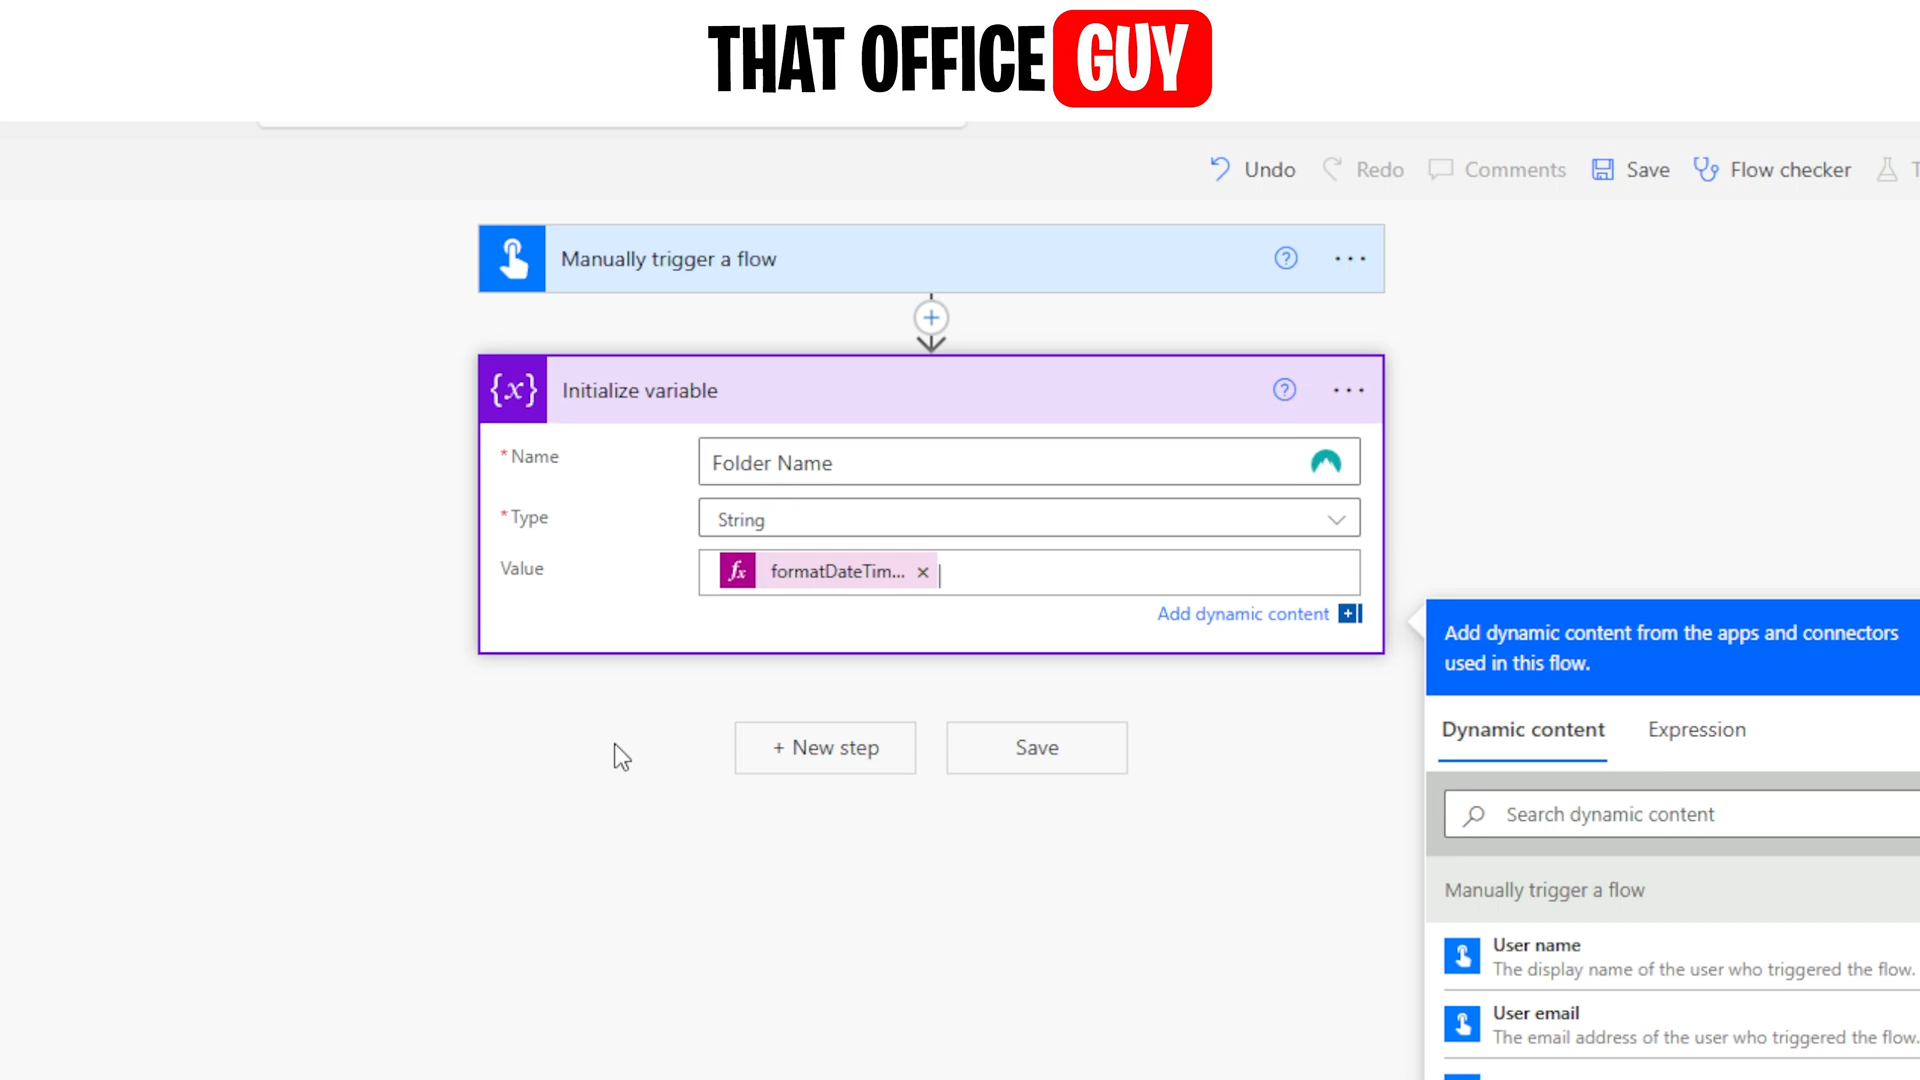 THAT OFFICE GUY
Undo Redo Comments Save Flow checker
Manually trigger a flow
{x} Initialize variable
* Name Folder Name
* Type String
Value fx formatDateTim... ×
Add dynamic content
Add dynamic content from the apps and connectors
used in this flow.
+ New step Save
Dynamic content Expression
Search dynamic content
Manually trigger a flow
User name
The display name of the user who triggered the flow.
User email
The email address of the user who triggered the flow.